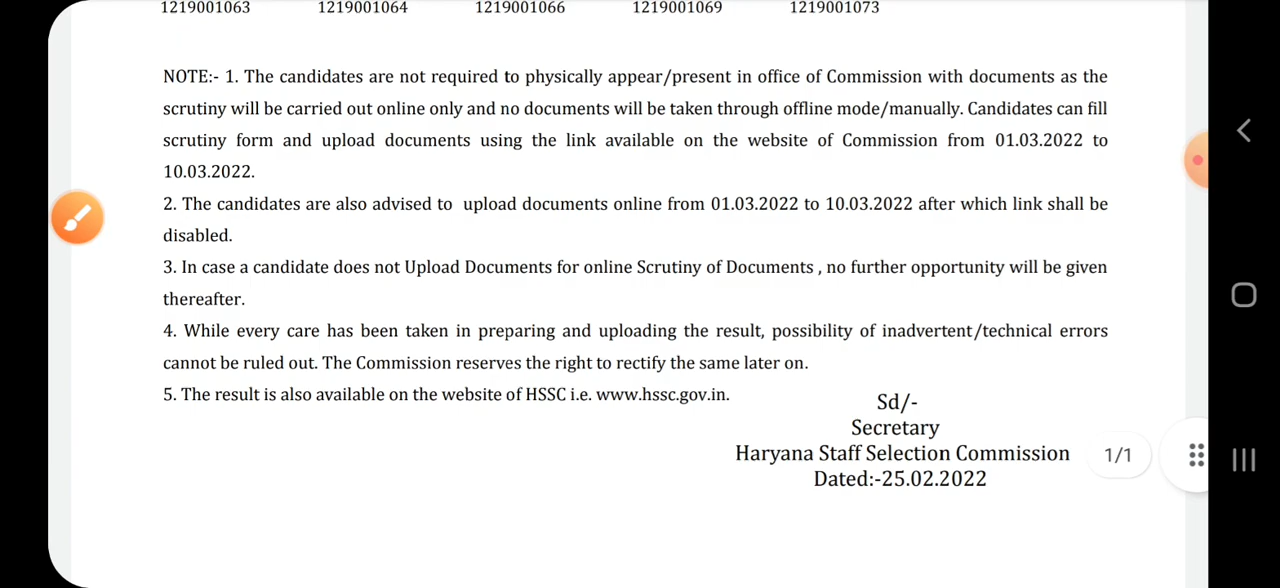 1219001063 1219001064 1219001066 1219001069 1219001073
NOTE:- 1. The candidates are not required to physically appear/present in office of Commission with documents as the
scrutiny will be carried out online only and no documents will be taken through offline mode/manually. Candidates can fill
scrutiny form and upload documents using the link available on the website of Commission from 01.03.2022 to
10.03.2022.
2. The candidates are also advised to upload documents online from 01.03.2022 to 10.03.2022 after which link shall be
disabled.
3. In case a candidate does not Upload Documents for online Scrutiny of Documents , no further opportunity will be given
thereafter.
4. While every care has been taken in preparing and uploading the result, possibility of inadvertent/technical errors
cannot be ruled out. The Commission reserves the right to rectify the same later on.
5. The result is also available on the website of HSSC i.e. www.hssc.gov.in.
Sd/-
Secretary
Haryana Staff Selection Commission
1/1
Dated:-25.02.2022